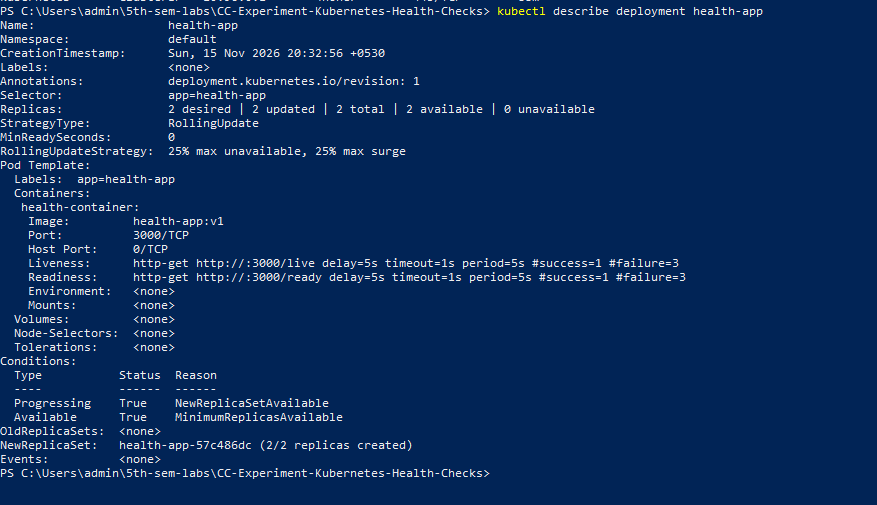 PS C:\Users\admin\5th-sem-labs\CC-Experiment-Kubernetes-Health-Checks> kubectl describe deployment health-app
Name:                   health-app
Namespace:              default
CreationTimestamp:      Sun, 15 Nov 2026 20:32:56 +0530
Labels:                 <none>
Annotations:            deployment.kubernetes.io/revision: 1
Selector:               app=health-app
Replicas:               2 desired | 2 updated | 2 total | 2 available | 0 unavailable
StrategyType:           RollingUpdate
MinReadySeconds:        0
RollingUpdateStrategy:  25% max unavailable, 25% max surge
Pod Template:
  Labels:  app=health-app
  Containers:
   health-container:
    Image:         health-app:v1
    Port:          3000/TCP
    Host Port:     0/TCP
    Liveness:      http-get http://:3000/live delay=5s timeout=1s period=5s #success=1 #failure=3
    Readiness:     http-get http://:3000/ready delay=5s timeout=1s period=5s #success=1 #failure=3
    Environment:   <none>
    Mounts:        <none>
  Volumes:         <none>
  Node-Selectors:  <none>
  Tolerations:     <none>
Conditions:
  Type           Status  Reason
  ----           ------  ------
  Progressing    True    NewReplicaSetAvailable
  Available      True    MinimumReplicasAvailable
OldReplicaSets:  <none>
NewReplicaSet:   health-app-57c486dc (2/2 replicas created)
Events:          <none>
PS C:\Users\admin\5th-sem-labs\CC-Experiment-Kubernetes-Health-Checks>